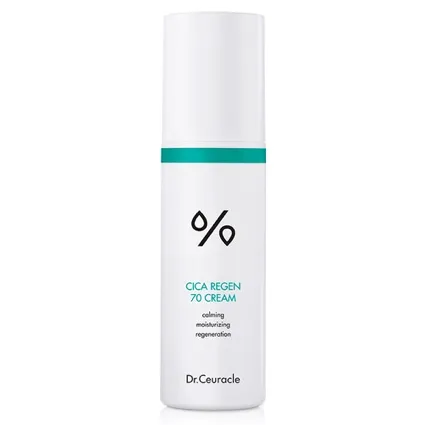 %
CICA REGEN
70 CREAM
calming
moisturizing
regeneration
Dr.Ceuracle